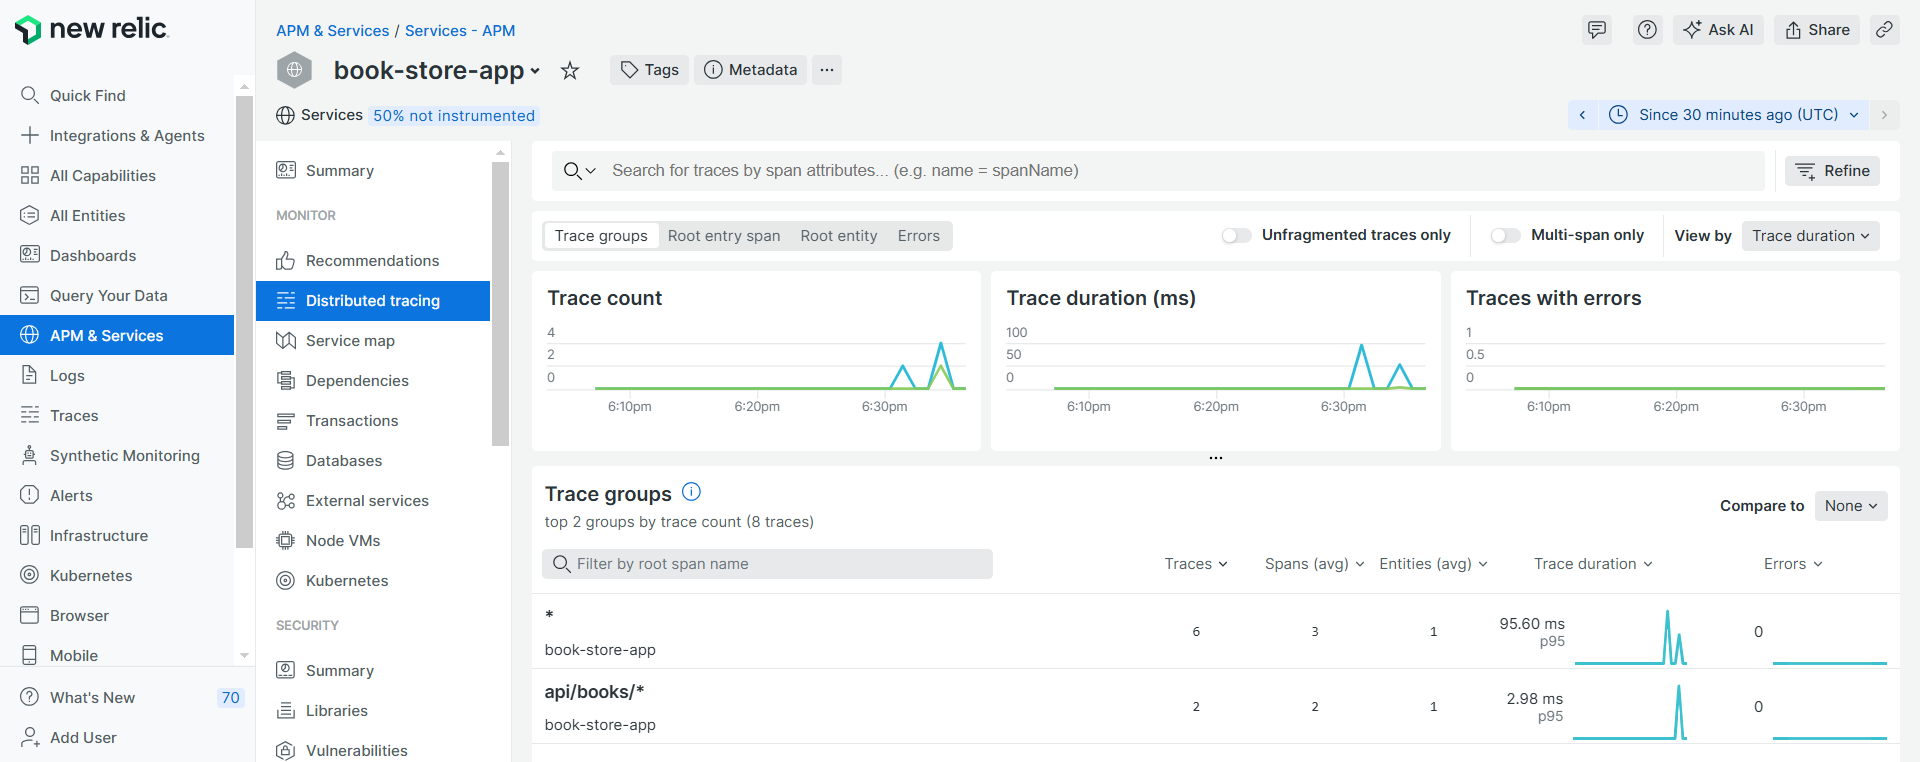 new relic
Quick Find
Integrations & Agents
All Capabilities
All Entities
Dashboards
Query Your Data
APM & Services
Logs
Traces
Synthetic Monitoring
Alerts
Infrastructure
Kubernetes
Browser
Mobile
What's New 70
Add User
APM & Services / Services - APM
book-store-app
Tags
Metadata
...
Ask AI
Share
Services 50% not instrumented
Since 30 minutes ago (UTC)
Summary
MONITOR
Recommendations
Distributed tracing
Service map
Dependencies
Transactions
Databases
External services
Node VMs
Kubernetes
SECURITY
Summary
Libraries
Vulnerabilities
Search for traces by span attributes... (e.g. name = spanName)
Refine
Trace groups Root entry span Root entity Errors
Unfragmented traces only
Multi-span only
View by Trace duration
Trace count
4
2
0
6:10pm 6:20pm 6:30pm
Trace duration (ms)
100
50
0
6:10pm 6:20pm 6:30pm
Traces with errors
1
0.5
0
6:10pm 6:20pm 6:30pm
...
Trace groups
top 2 groups by trace count (8 traces)
Compare to None
Filter by root span name
Traces Spans (avg) Entities (avg) Trace duration Errors
*
book-store-app
6 3 1 95.60 ms 0
p95
api/books/*
book-store-app
2 2 1 2.98 ms 0
p95